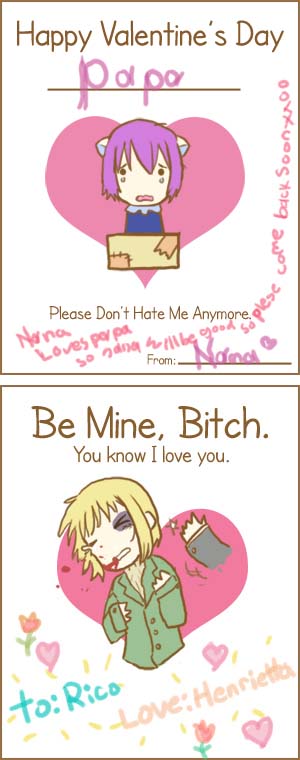 Happy Valentine's Day
Papa
Please Don't Hate Me Anymore.
Nana
Loves papa
so nana will be good so please come back soon xxoo
From: Nana
Be Mine, Bitch.
You know I love you.
to: Rico
Love: Henrietta